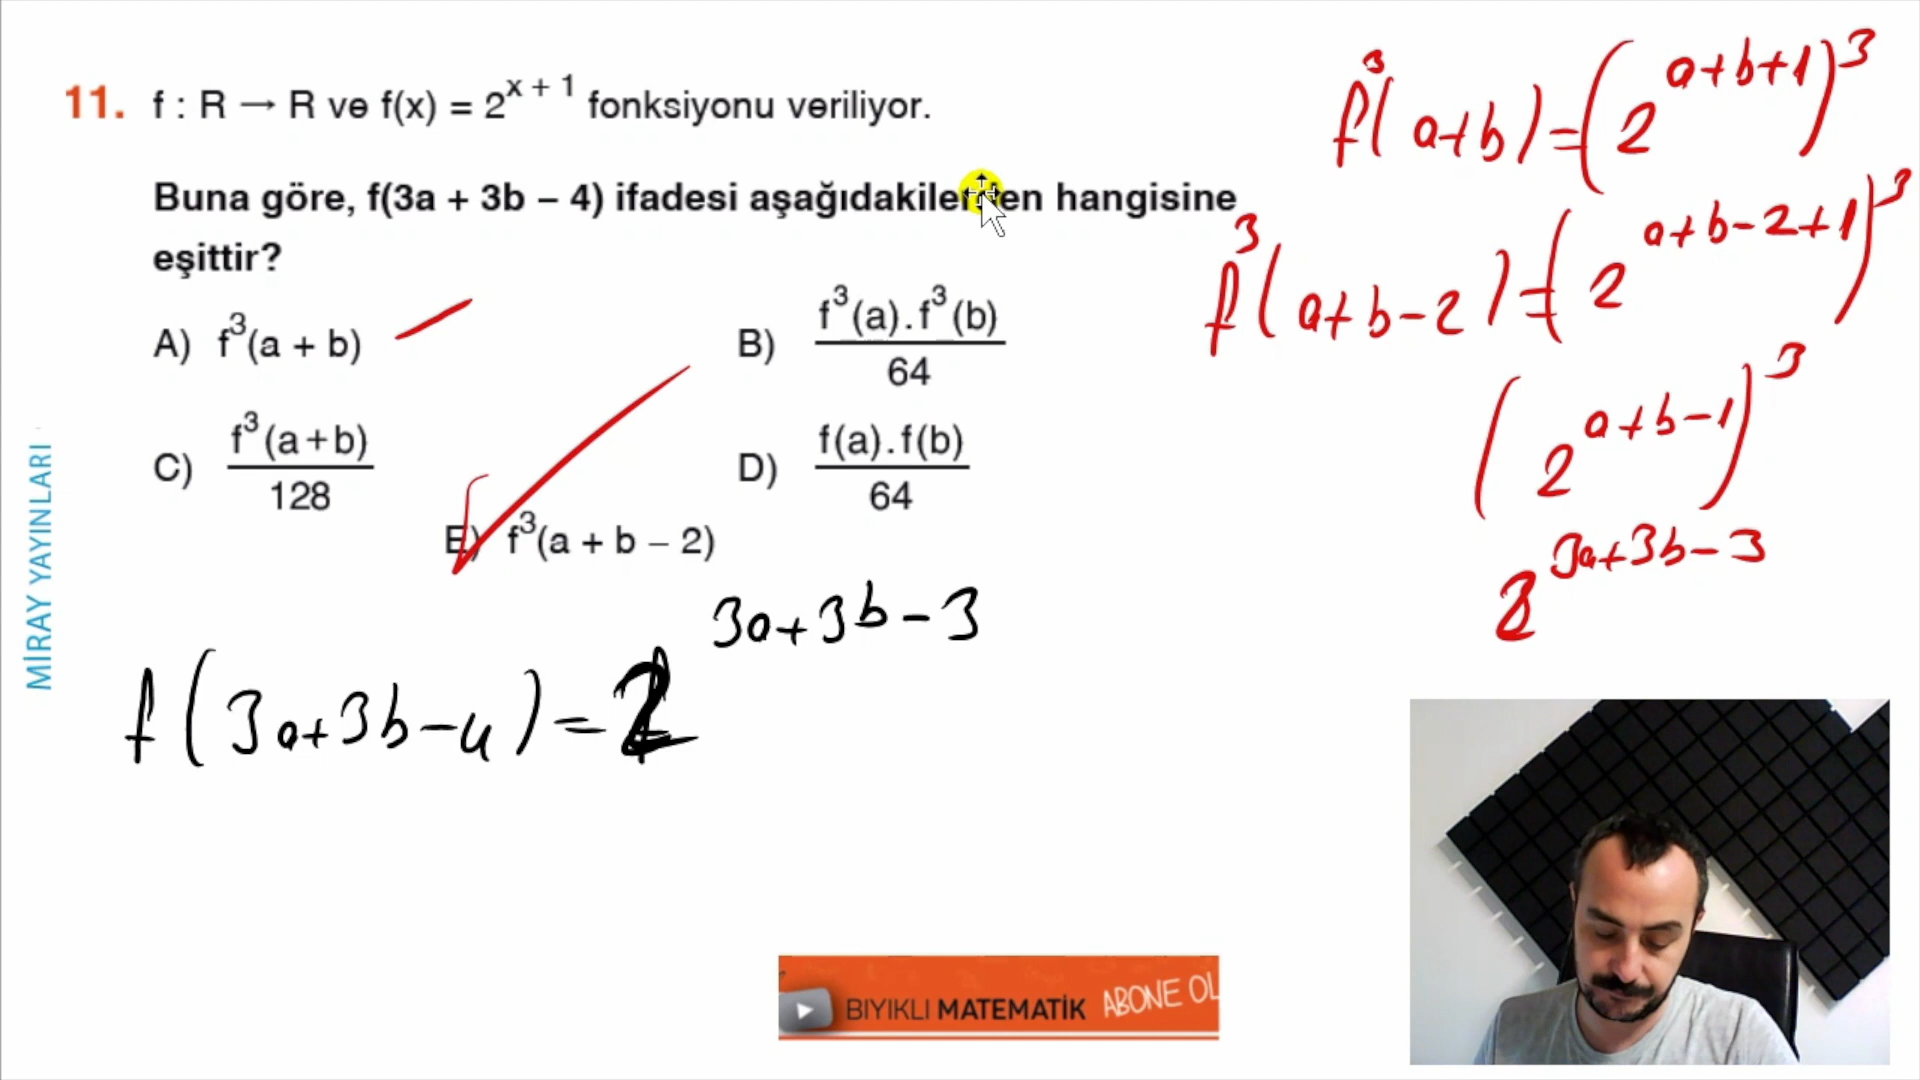 11. f : R → R ve f(x) = 2^(x + 1) fonksiyonu veriliyor.
Buna göre, f(3a + 3b – 4) ifadesi aşağıdakilerden hangisine
eşittir?
A) f³(a + b)
B) f³(a).f³(b) / 64
C) f³(a+b) / 128
D) f(a).f(b) / 64
E) f³(a + b – 2)
f(3a+3b-4)=2^(3a+3b-3)
f³(a+b)=(2^(a+b+1))³
f³(a+b-2)=(2^(a+b-2+1))³
(2^(a+b-1))³
2^(3a+3b-3)
MİRAY YAYINLARI
BIYIKLI MATEMATİK ABONE OL